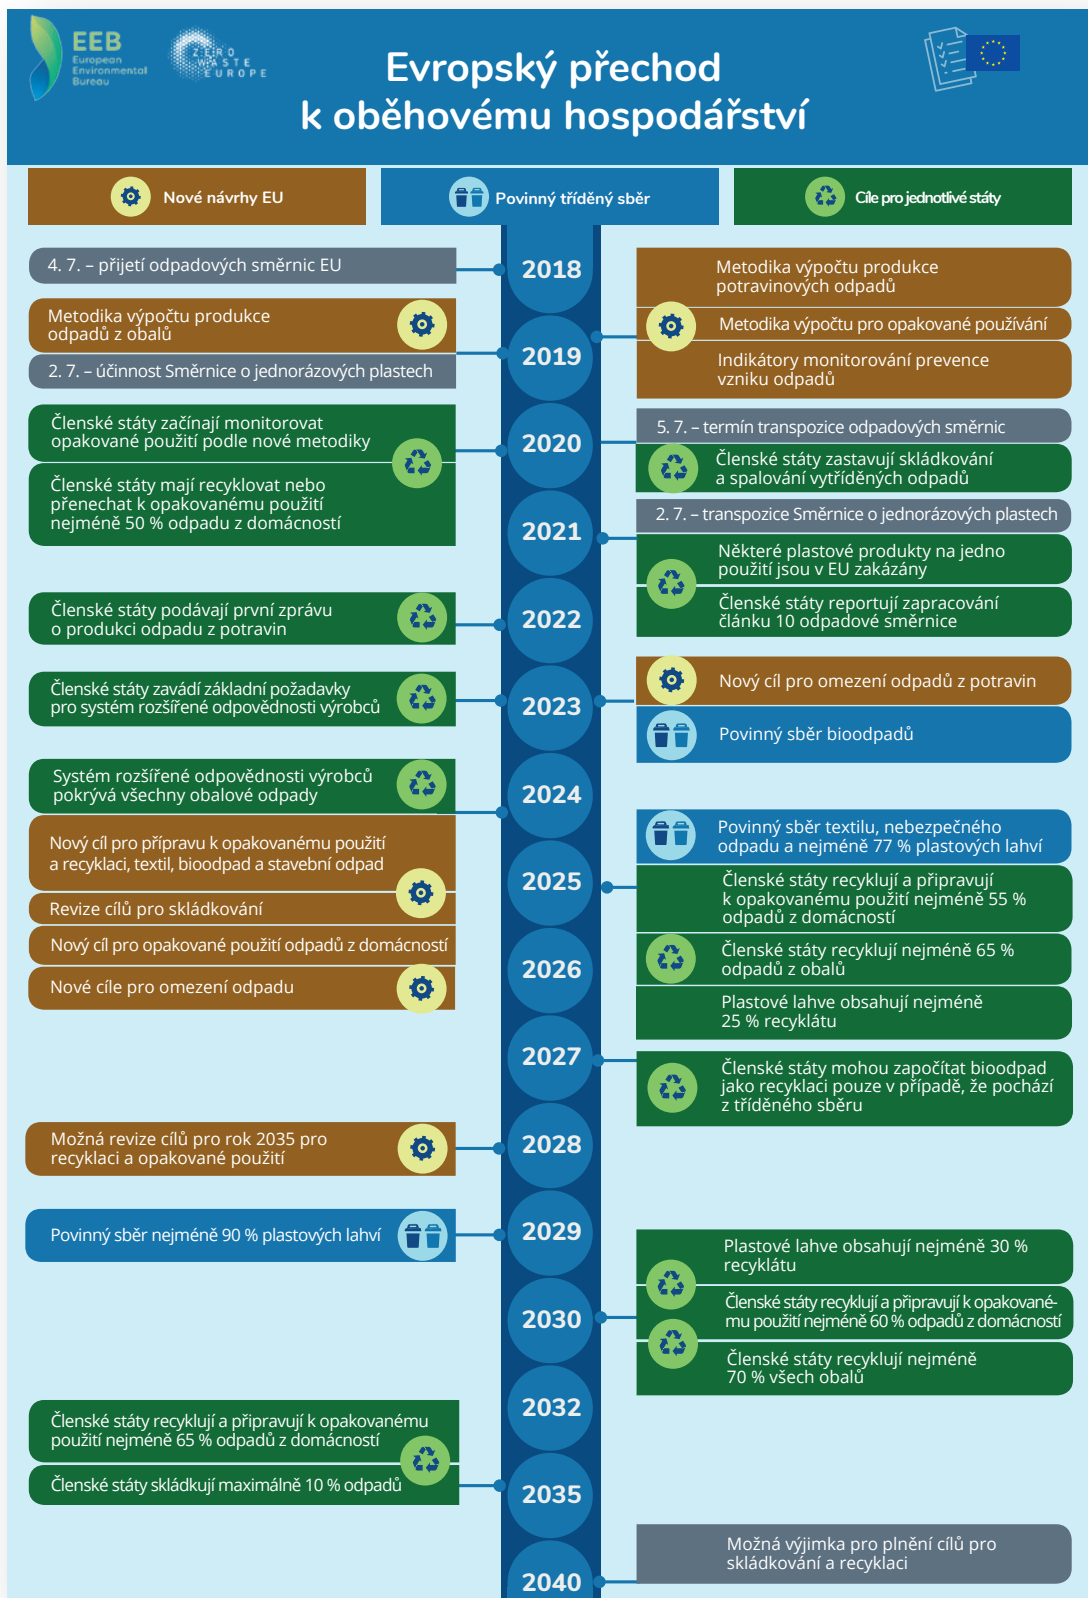 EEB
European
Environmental
Bureau
ZERO
WASTE
EUROPE
Evropský přechod
k oběhovému hospodářství
Nové návrhy EU
Povinný tříděný sběr
Cíle pro jednotlivé státy
4. 7. – přijetí odpadových směrnic EU
2018
Metodika výpočtu produkce
potravinových odpadů
Metodika výpočtu pro opakované používání
Indikátory monitorování prevence
vzniku odpadů
Metodika výpočtu produkce
odpadů z obalů
2. 7. – účinnost Směrnice o jednorázových plastech
2019
Členské státy začínají monitorovat
opakované použití podle nové metodiky
Členské státy mají recyklovat nebo
přenechat k opakovanému použití
nejméně 50 % odpadu z domácností
2020
5. 7. – termín transpozice odpadových směrnic
Členské státy zastavují skládkování
a spalování vytříděných odpadů
2021
2. 7. – transpozice Směrnice o jednorázových plastech
Některé plastové produkty na jedno
použití jsou v EU zakázány
Členské státy reportují zapracování
článku 10 odpadové směrnice
Členské státy podávají první zprávu
o produkci odpadu z potravin
2022
Členské státy zavádí základní požadavky
pro systém rozšířené odpovědnosti výrobců
2023
Nový cíl pro omezení odpadů z potravin
Povinný sběr bioodpadů
Systém rozšířené odpovědnosti výrobců
pokrývá všechny obalové odpady
Nový cíl pro přípravu k opakovanému použití
a recyklaci, textil, bioodpad a stavební odpad
Revize cílů pro skládkování
Nový cíl pro opakované použití odpadů z domácností
Nové cíle pro omezení odpadu
2024
2025
Povinný sběr textilu, nebezpečného
odpadu a nejméně 77 % plastových lahví
Členské státy recyklují a připravují
k opakovanému použití nejméně 55 %
odpadů z domácností
Členské státy recyklují nejméně 65 %
odpadů z obalů
Plastové lahve obsahují nejméně
25 % recyklátu
2026
2027
Členské státy mohou započítat bioodpad
jako recyklaci pouze v případě, že pochází
z tříděného sběru
Možná revize cílů pro rok 2035 pro
recyklaci a opakované použití
2028
Povinný sběr nejméně 90 % plastových lahví
2029
2030
Plastové lahve obsahují nejméně 30 %
recyklátu
Členské státy recyklují a připravují k opakované-
mu použití nejméně 60 % odpadů z domácností
Členské státy recyklují nejméně
70 % všech obalů
2032
Členské státy recyklují a připravují k opakovanému
použití nejméně 65 % odpadů z domácností
Členské státy skládkují maximálně 10 % odpadů
2035
Možná výjimka pro plnění cílů pro
skládkování a recyklaci
2040